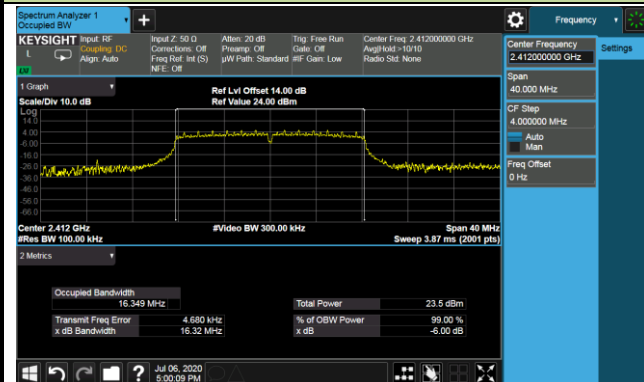 Spectrum Analyzer 1
Occupied BW
+
Frequency
KEYSIGHT
L
Input: RF
Coupling: DC
Align: Auto
Input Z: 50 Ω
Corrections: Off
Freq Ref: Int (S)
NFE: Off
Atten: 20 dB
Preamp: Off
µW Path: Standard
Trig: Free Run
Gate: Off
#IF Gain: Low
Center Freq: 2.412000000 GHz
Avg|Hold:>10/10
Radio Std: None
Center Frequency
2.412000000 GHz
Settings
Span
40.000 MHz
CF Step
4.000000 MHz
Auto
Man
Freq Offset
0 Hz
1 Graph
Scale/Div 10.0 dB
Ref Lvl Offset 14.00 dB
Ref Value 24.00 dBm
Log
14.0
4.00
-6.00
-16.0
-26.0
-36.0
-46.0
-56.0
-66.0
Center 2.412 GHz
#Res BW 100.00 kHz
#Video BW 300.00 kHz
Span 40 MHz
Sweep 3.87 ms (2001 pts)
2 Metrics
Occupied Bandwidth
16.349 MHz
Total Power 23.5 dBm
Transmit Freq Error 4.680 kHz
% of OBW Power 99.00 %
x dB Bandwidth 16.32 MHz
x dB -6.00 dB
?
Jul 06, 2020
5:00:09 PM